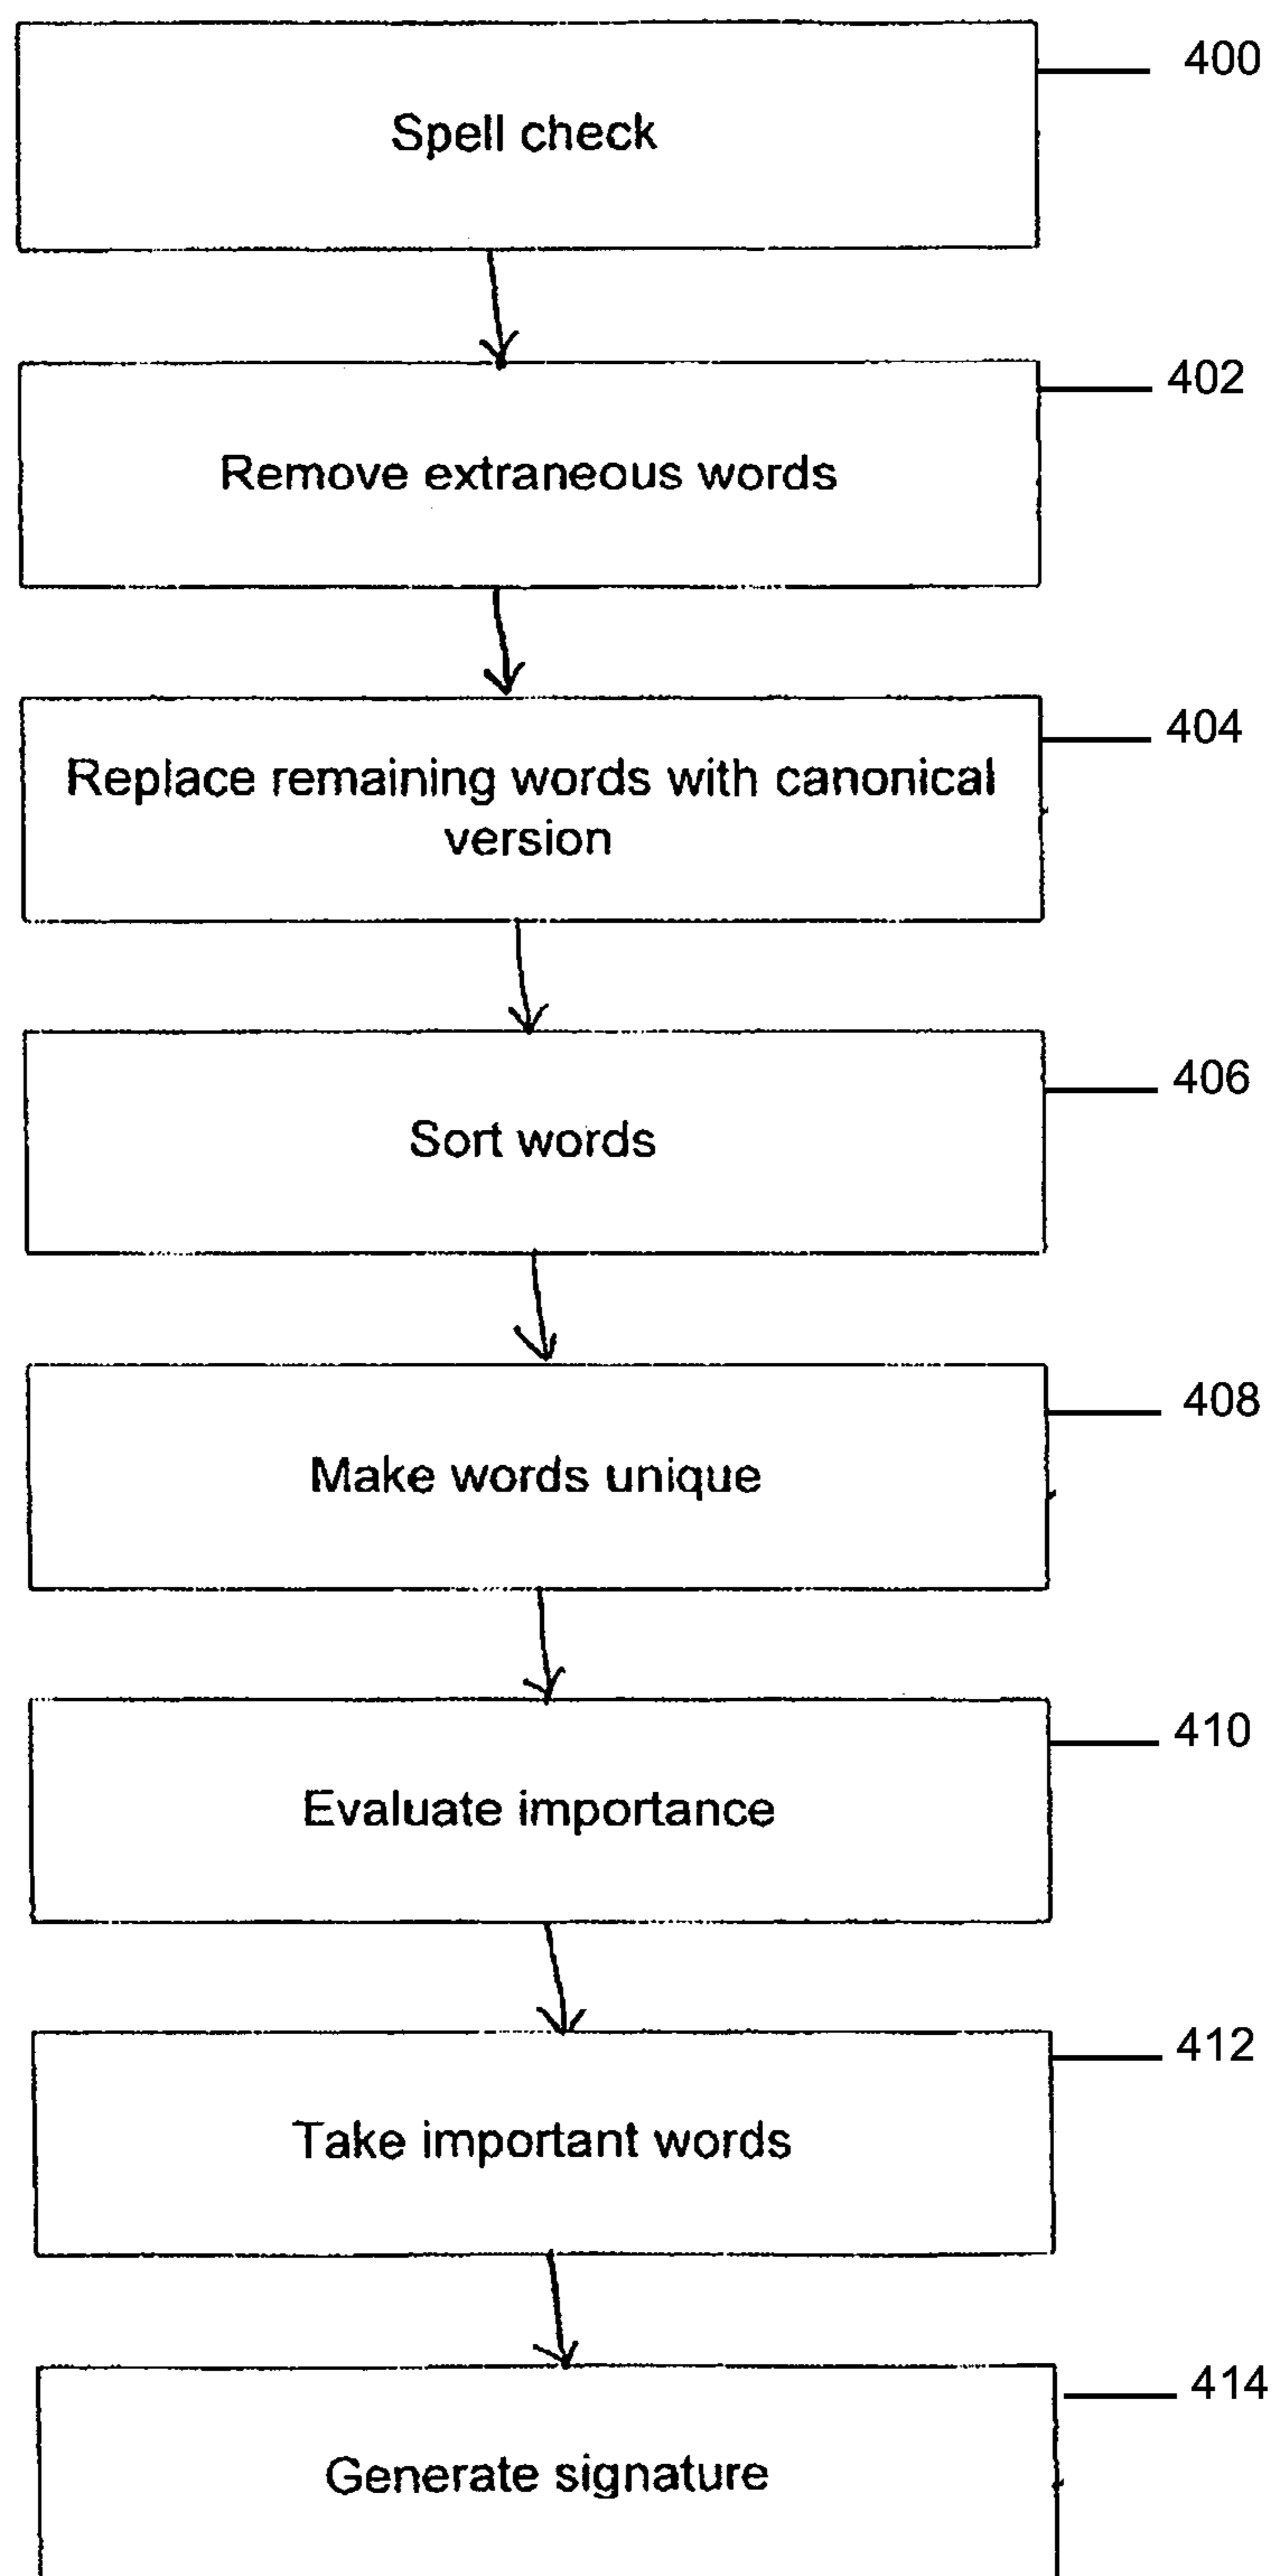 400
Spell check
402
Remove extraneous words
404
Replace remaining words with canonical
version
406
Sort words
408
Make words unique
410
Evaluate importance
412
Take important words
414
Generate signature